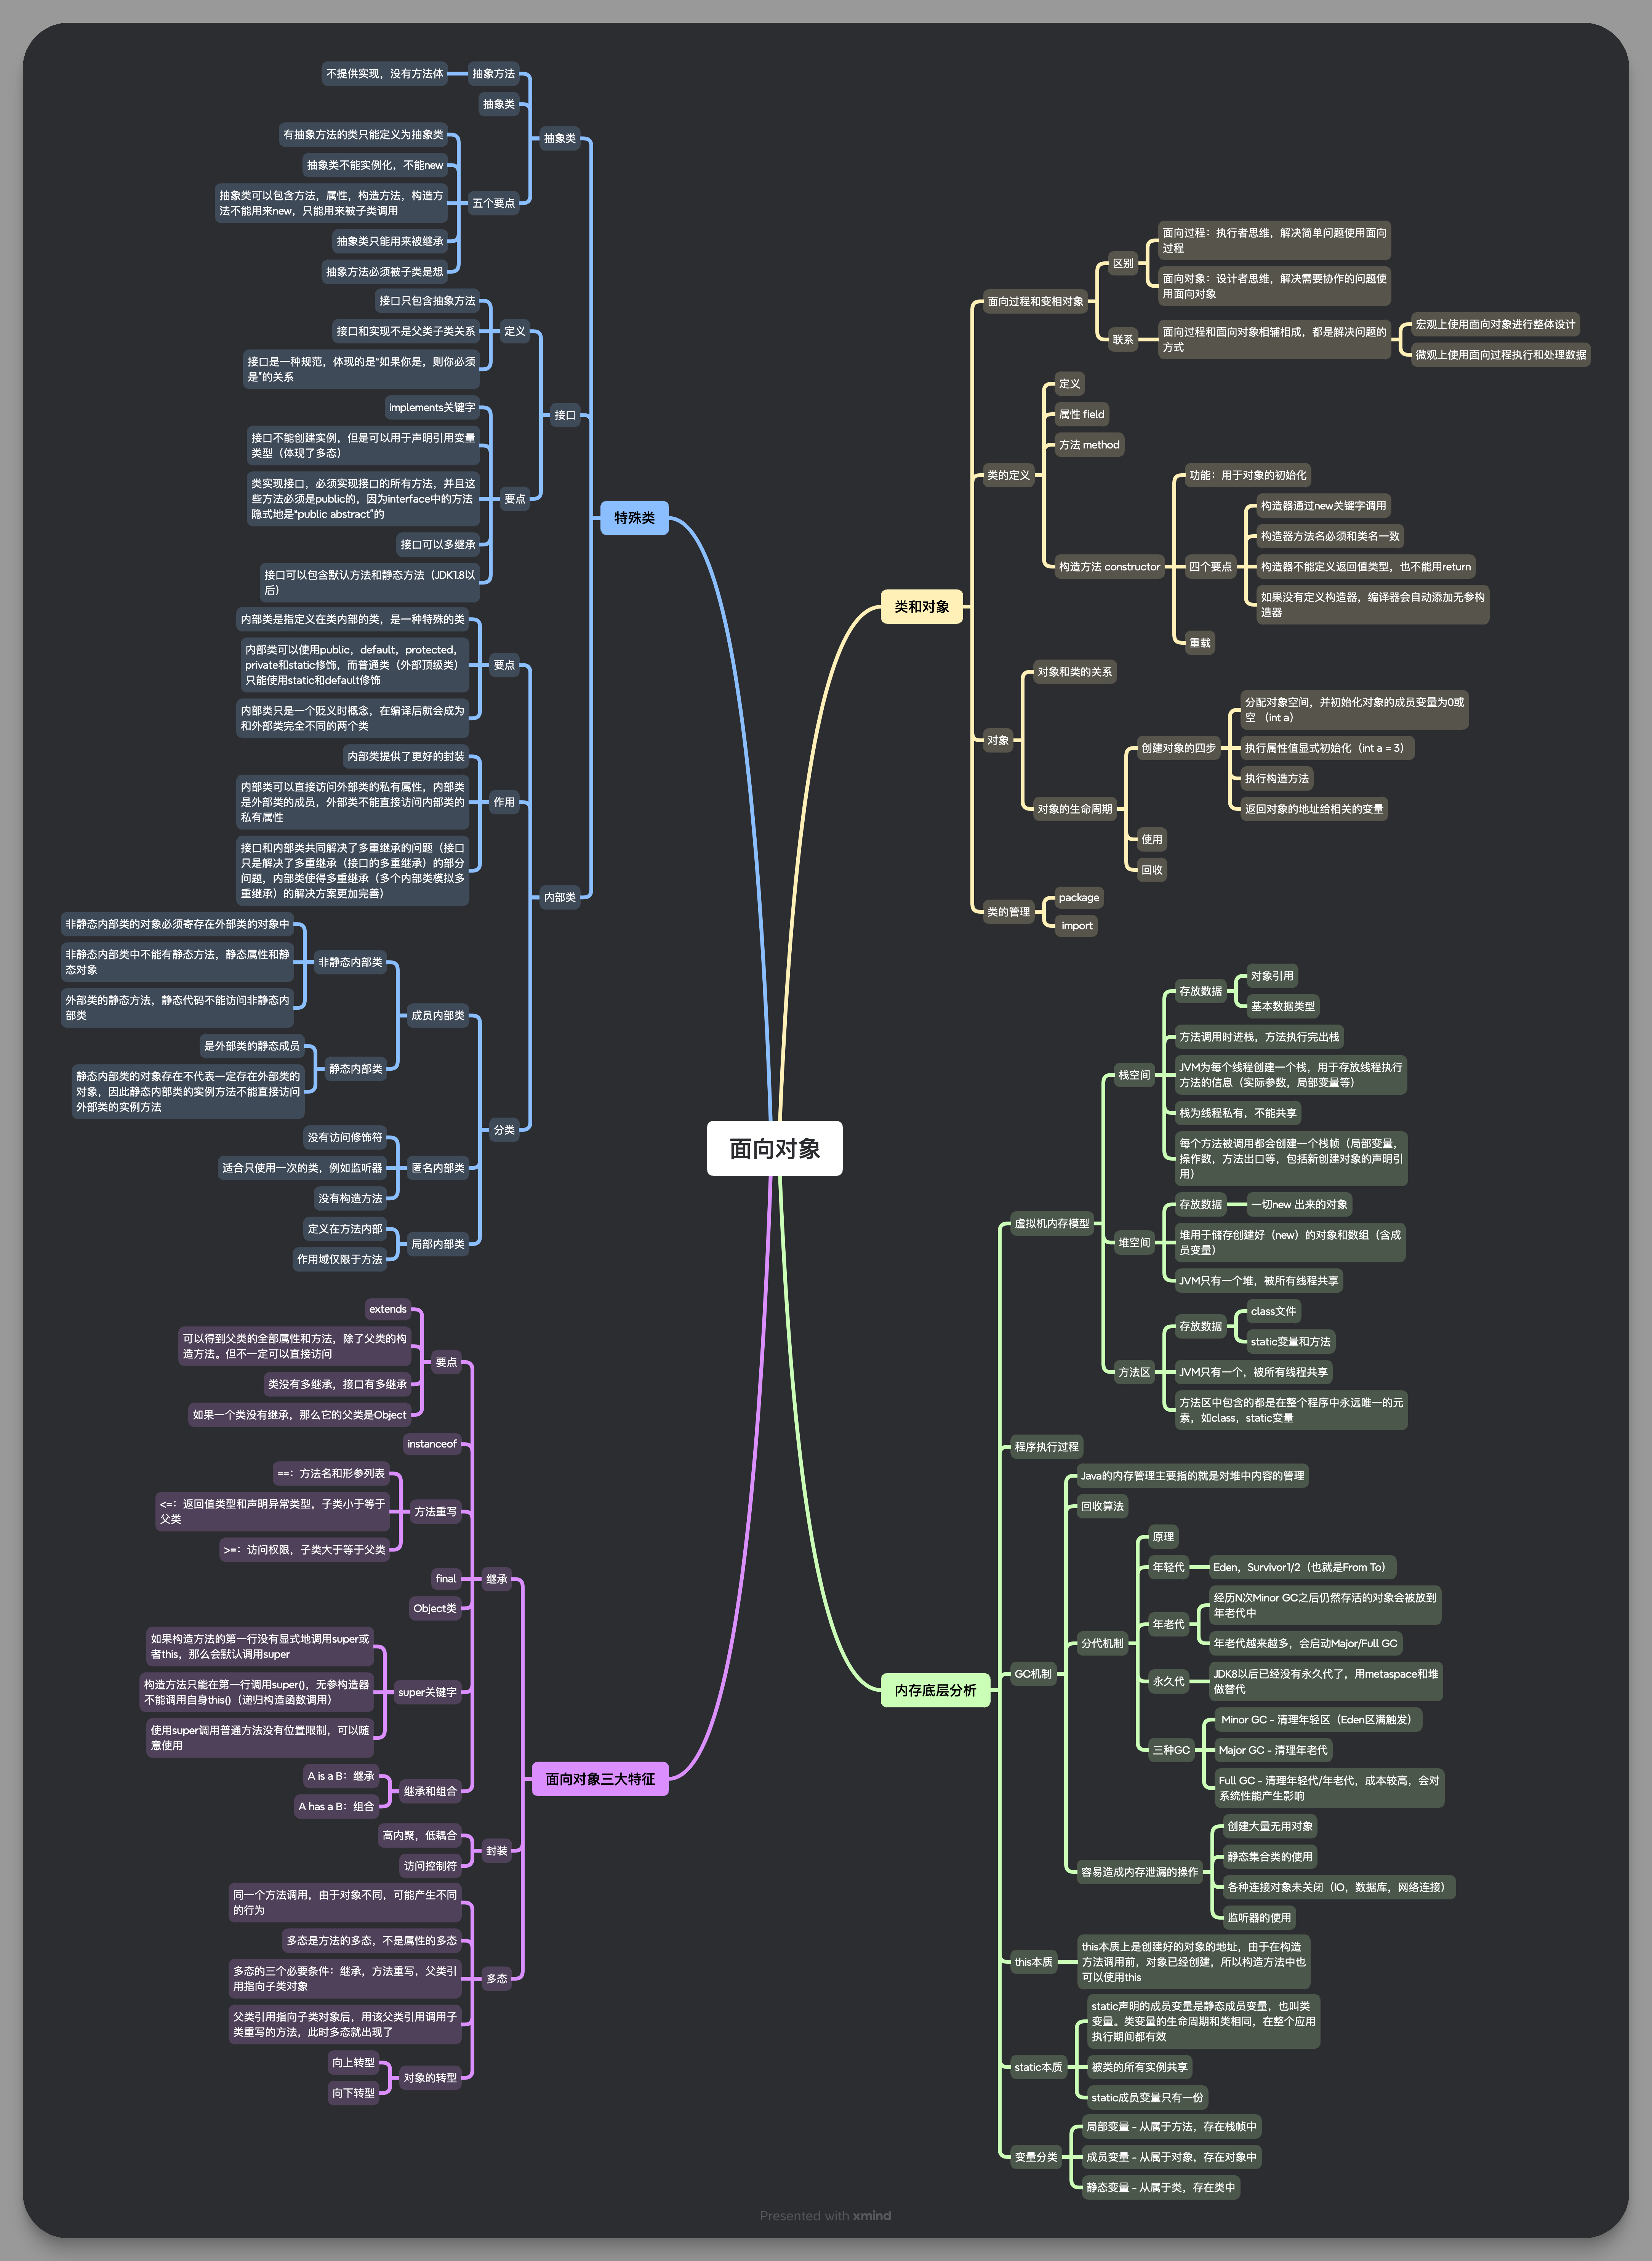 面向对象
类和对象
面向过程和变相对象
区别
面向过程：执行者思维，解决简单问题使用面向
过程
面向对象：设计者思维，解决需要协作的问题使
用面向对象
联系
面向过程和面向对象相辅相成，都是解决问题的
方式
宏观上使用面向对象进行整体设计
微观上使用面向过程执行和处理数据
类的定义
定义
属性 field
方法 method
构造方法 constructor
功能：用于对象的初始化
四个要点
构造器通过new关键字调用
构造器方法名必须和类名一致
构造器不能定义返回值类型，也不能用return
如果没有定义构造器，编译器会自动添加无参构
造器
重载
对象
对象和类的关系
对象的生命周期
创建对象的四步
分配对象空间，并初始化对象的成员变量为0或
空 （int a）
执行属性值显式初始化（int a = 3）
执行构造方法
返回对象的地址给相关的变量
使用
回收
类的管理
package
import
内存底层分析
虚拟机内存模型
栈空间
存放数据
对象引用
基本数据类型
方法调用时进栈，方法执行完出栈
JVM为每个线程创建一个栈，用于存放线程执行
方法的信息（实际参数，局部变量等）
栈为线程私有，不能共享
每个方法被调用都会创建一个栈帧（局部变量，
操作数，方法出口等，包括新创建对象的声明引
用）
堆空间
存放数据
一切new 出来的对象
堆用于储存创建好（new）的对象和数组（含成
员变量）
JVM只有一个堆，被所有线程共享
方法区
存放数据
class文件
static变量和方法
JVM只有一个，被所有线程共享
方法区中包含的都是在整个程序中永远唯一的元
素，如class，static变量
程序执行过程
GC机制
Java的内存管理主要指的就是对堆中内容的管理
回收算法
分代机制
原理
年轻代
Eden，Survivor1/2（也就是From To）
年老代
经历N次Minor GC之后仍然存活的对象会被放到
年老代中
年老代越来越多，会启动Major/Full GC
永久代
JDK8以后已经没有永久代了，用metaspace和堆
做替代
三种GC
Minor GC - 清理年轻区（Eden区满触发）
Major GC - 清理年老代
Full GC - 清理年轻代/年老代，成本较高，会对
系统性能产生影响
容易造成内存泄漏的操作
创建大量无用对象
静态集合类的使用
各种连接对象未关闭（IO，数据库，网络连接）
监听器的使用
this本质
this本质上是创建好的对象的地址，由于在构造
方法调用前，对象已经创建，所以构造方法中也
可以使用this
static本质
static声明的成员变量是静态成员变量，也叫类
变量。类变量的生命周期和类相同，在整个应用
执行期间都有效
被类的所有实例共享
static成员变量只有一份
变量分类
局部变量 - 从属于方法，存在栈帧中
成员变量 - 从属于对象，存在对象中
静态变量 - 从属于类，存在类中
特殊类
抽象类
抽象方法
不提供实现，没有方法体
抽象类
五个要点
有抽象方法的类只能定义为抽象类
抽象类不能实例化，不能new
抽象类可以包含方法，属性，构造方法，构造方
法不能用来new，只能用来被子类调用
抽象类只能用来被继承
抽象方法必须被子类是想
接口
定义
接口只包含抽象方法
接口和实现不是父类子类关系
接口是一种规范，体现的是“如果你是，则你必须
是”的关系
要点
implements关键字
接口不能创建实例，但是可以用于声明引用变量
类型（体现了多态）
类实现接口，必须实现接口的所有方法，并且这
些方法必须是public的，因为interface中的方法
隐式地是“public abstract”的
接口可以多继承
接口可以包含默认方法和静态方法（JDK1.8以
后）
内部类
要点
内部类是指定义在类内部的类，是一种特殊的类
内部类可以使用public，default，protected，
private和static修饰，而普通类（外部顶级类）
只能使用static和default修饰
内部类只是一个贬义时概念，在编译后就会成为
和外部类完全不同的两个类
作用
内部类提供了更好的封装
内部类可以直接访问外部类的私有属性，内部类
是外部类的成员，外部类不能直接访问内部类的
私有属性
接口和内部类共同解决了多重继承的问题（接口
只是解决了多重继承（接口的多重继承）的部分
问题，内部类使得多重继承（多个内部类模拟多
重继承）的解决方案更加完善）
分类
成员内部类
非静态内部类
非静态内部类的对象必须寄存在外部类的对象中
非静态内部类中不能有静态方法，静态属性和静
态对象
外部类的静态方法，静态代码不能访问非静态内
部类
静态内部类
是外部类的静态成员
静态内部类的对象存在不代表一定存在外部类的
对象，因此静态内部类的实例方法不能直接访问
外部类的实例方法
匿名内部类
没有访问修饰符
适合只使用一次的类，例如监听器
没有构造方法
局部内部类
定义在方法内部
作用域仅限于方法
面向对象三大特征
继承
要点
extends
可以得到父类的全部属性和方法，除了父类的构
造方法。但不一定可以直接访问
类没有多继承，接口有多继承
如果一个类没有继承，那么它的父类是Object
instanceof
方法重写
==：方法名和形参列表
<=：返回值类型和声明异常类型，子类小于等于
父类
>=：访问权限，子类大于等于父类
final
Object类
super关键字
如果构造方法的第一行没有显式地调用super或
者this，那么会默认调用super
构造方法只能在第一行调用super()，无参构造器
不能调用自身this()（递归构造函数调用）
使用super调用普通方法没有位置限制，可以随
意使用
继承和组合
A is a B：继承
A has a B：组合
封装
高内聚，低耦合
访问控制符
多态
同一个方法调用，由于对象不同，可能产生不同
的行为
多态是方法的多态，不是属性的多态
多态的三个必要条件：继承，方法重写，父类引
用指向子类对象
父类引用指向子类对象后，用该父类引用调用子
类重写的方法，此时多态就出现了
对象的转型
向上转型
向下转型
Presented with xmind